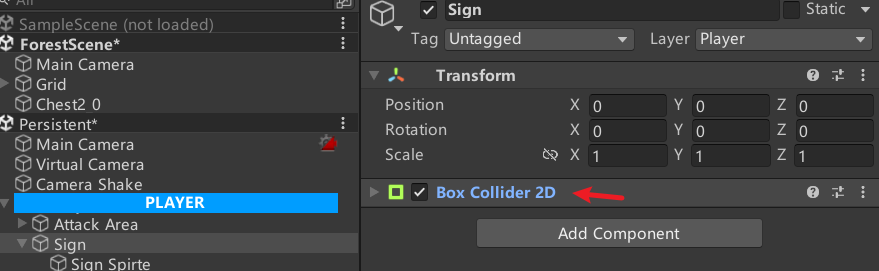 All
SampleScene (not loaded)
ForestScene*
Main Camera
Grid
Chest2 0
Persistent*
Main Camera
Virtual Camera
Camera Shake
PLAYER
Attack Area
Sign
Sign Spirte
Sign
Static
Tag Untagged
Layer Player
Transform
Position X 0 Y 0 Z 0
Rotation X 0 Y 0 Z 0
Scale X 1 Y 1 Z 1
Box Collider 2D
Add Component